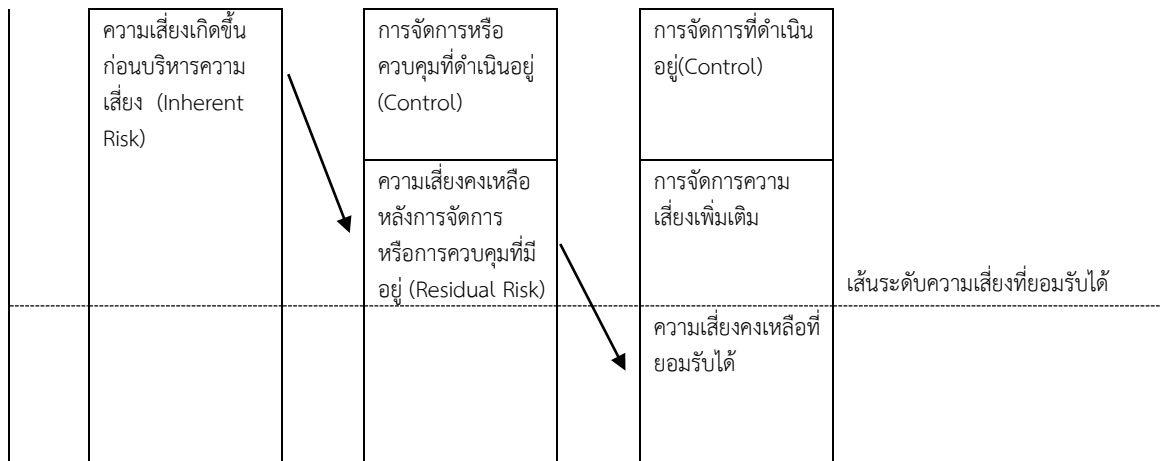 ความเสี่ยงเกิดขึ้น
ก่อนบริหารความ
เสี่ยง (Inherent
Risk)
การจัดการหรือ
ควบคุมที่ดำเนินอยู่
(Control)
ความเสี่ยงคงเหลือ
หลังการจัดการ
หรือการควบคุมที่มี
อยู่ (Residual Risk)
การจัดการที่ดำเนิน
อยู่(Control)
การจัดการความ
เสี่ยงเพิ่มเติม
ความเสี่ยงคงเหลือที่
ยอมรับได้
เส้นระดับความเสี่ยงที่ยอมรับได้